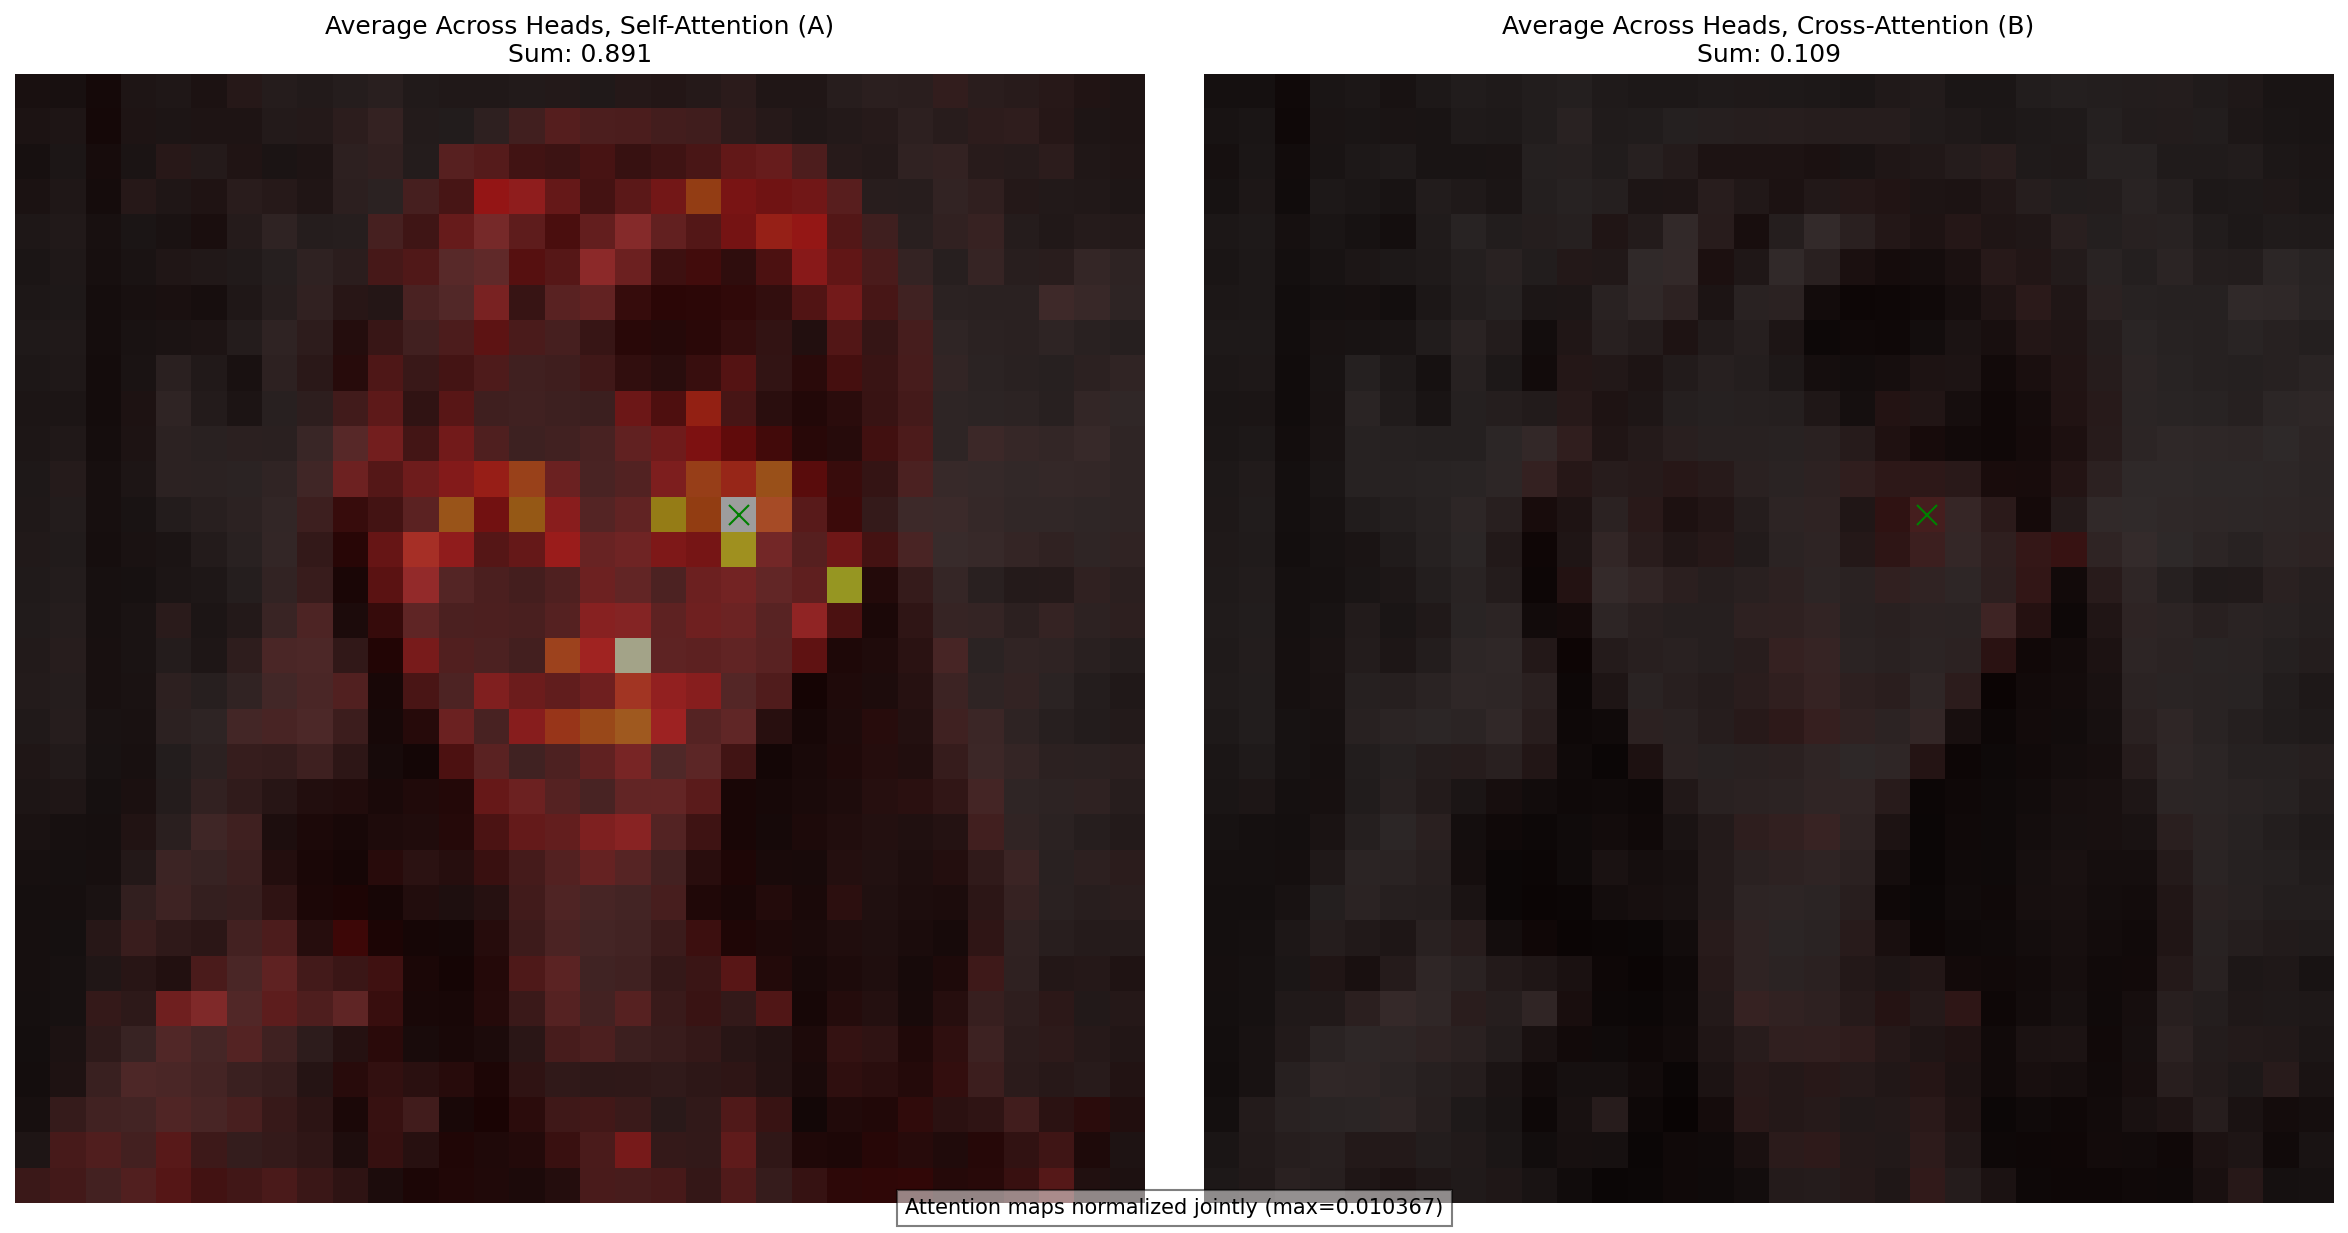 Average Across Heads, Self-Attention (A)
Sum: 0.891
Average Across Heads, Cross-Attention (B)
Sum: 0.109
Attention maps normalized jointly (max=0.010367)